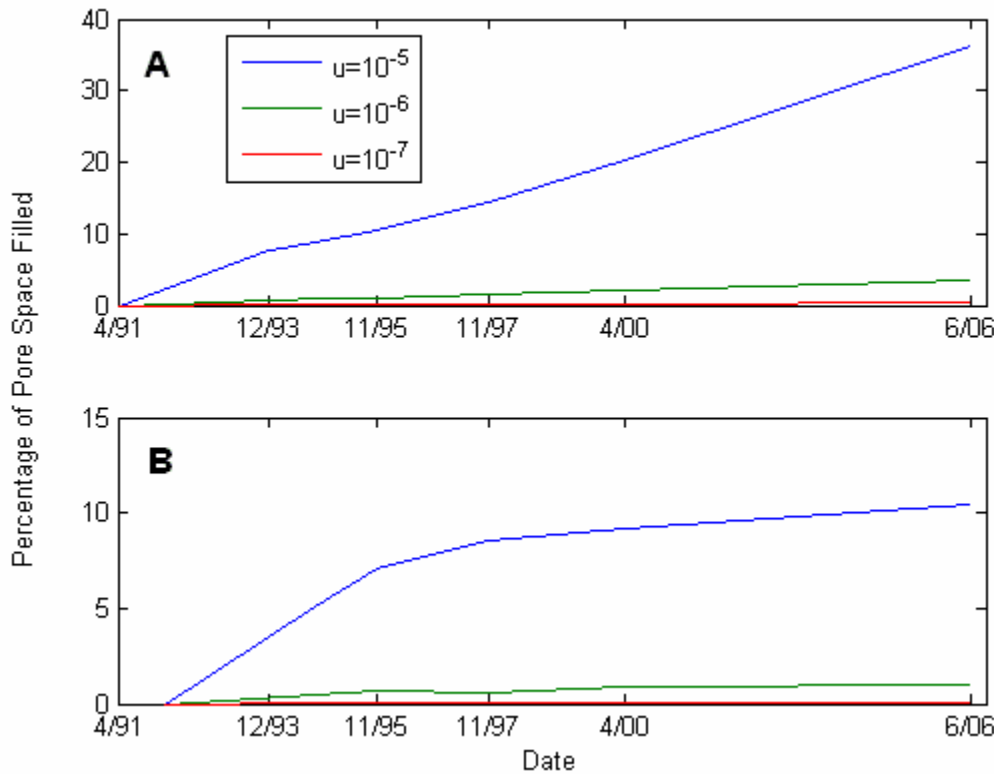 40
30
20
10
0
A
u=10⁻⁵
u=10⁻⁶
u=10⁻⁷
4/91 12/93 11/95 11/97 4/00 6/06
Percentage of Pore Space Filled
15
10
5
0
B
4/91 12/93 11/95 11/97 4/00 6/06
Date